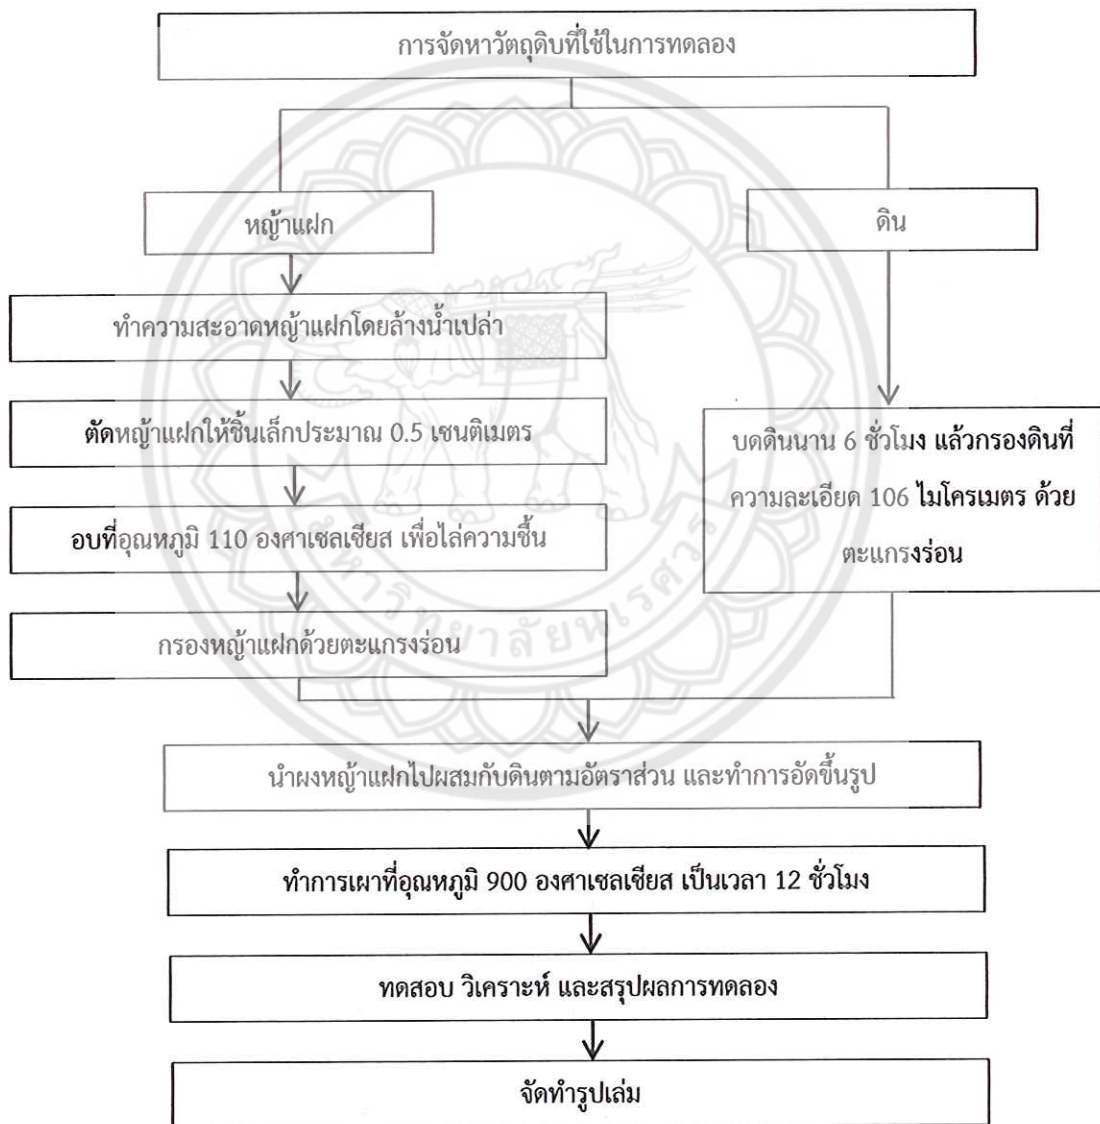 การจัดหาวัตถุดิบที่ใช้ในการทดลอง
หญ้าแฝก
ดิน
ทำความสะอาดหญ้าแฝกโดยล้างน้ำเปล่า
ตัดหญ้าแฝกให้ชิ้นเล็กประมาณ 0.5 เซนติเมตร
อบที่อุณหภูมิ 110 องศาเซลเซียส เพื่อไล่ความชื้น
กรองหญ้าแฝกด้วยตะแกรงร่อน
บดดินนาน 6 ชั่วโมง แล้วกรองดินที่
ความละเอียด 106 ไมโครเมตร ด้วย
ตะแกรงร่อน
นำผงหญ้าแฝกไปผสมกับดินตามอัตราส่วน และทำการอัดขึ้นรูป
ทำการเผาที่อุณหภูมิ 900 องศาเซลเซียส เป็นเวลา 12 ชั่วโมง
ทดสอบ วิเคราะห์ และสรุปผลการทดลอง
จัดทำรูปเล่ม
มหาวิทยาลัยนเรศวร